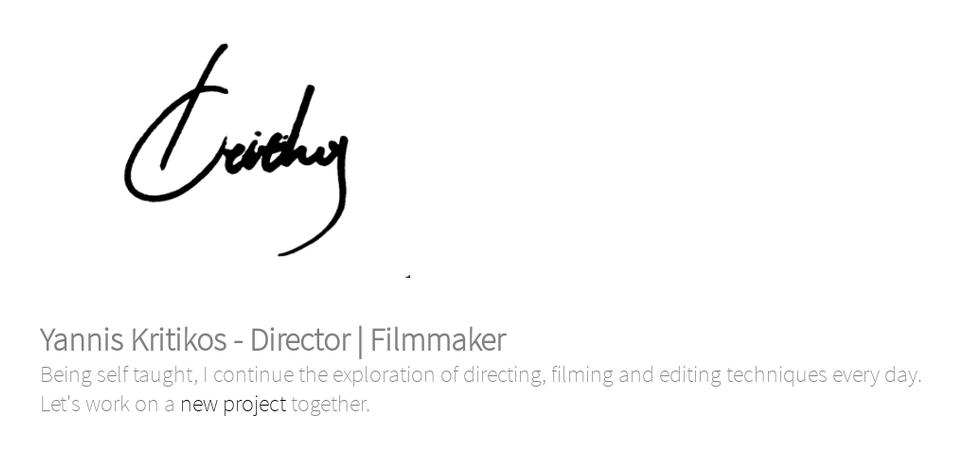 Kritikos
Yannis Kritikos - Director | Filmmaker
Being self taught, I continue the exploration of directing, filming and editing techniques every day.
Let's work on a new project together.